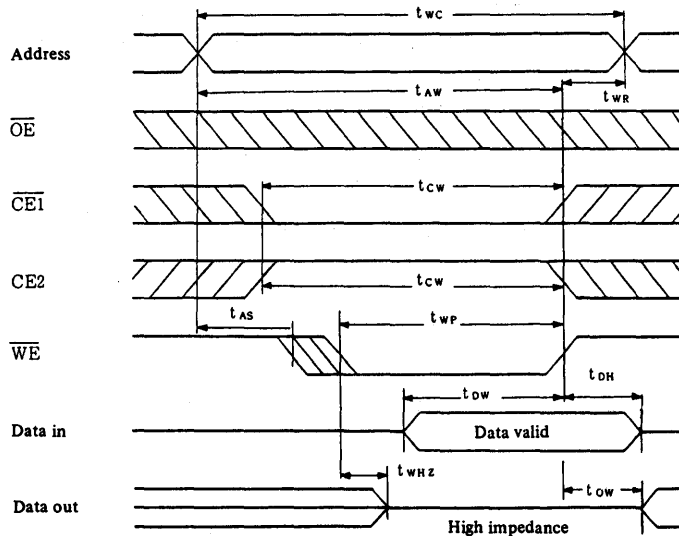 tWC
Address
tAW
tWR
OE
CE1
tCW
CE2
tCW
tAS
tWP
WE
tDH
tDW
Data in
Data valid
tWHZ
tOW
Data out
High impedance